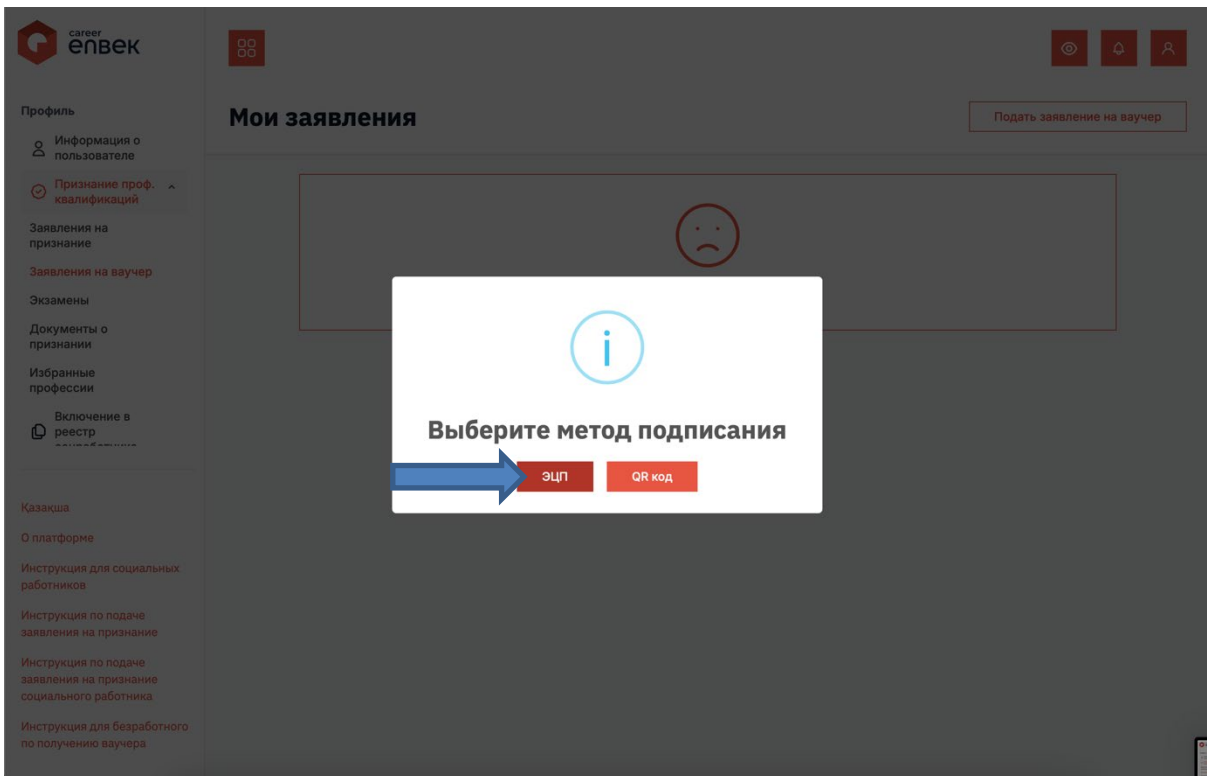 career
enbek
Профиль
Информация о
пользователе
Признание проф.
квалификаций
Заявления на
признание
Заявления на ваучер
Экзамены
Документы о
признании
Избранные
профессии
Включение в
реестр
Қазақша
О платформе
Инструкция для социальных
работников
Инструкция по подаче
заявления на признание
Инструкция по подаче
заявления на признание
социального работника
Инструкция для безработного
по получению ваучера
Мои заявления
Подать заявление на ваучер
Выберите метод подписания
ЭЦП
QR код